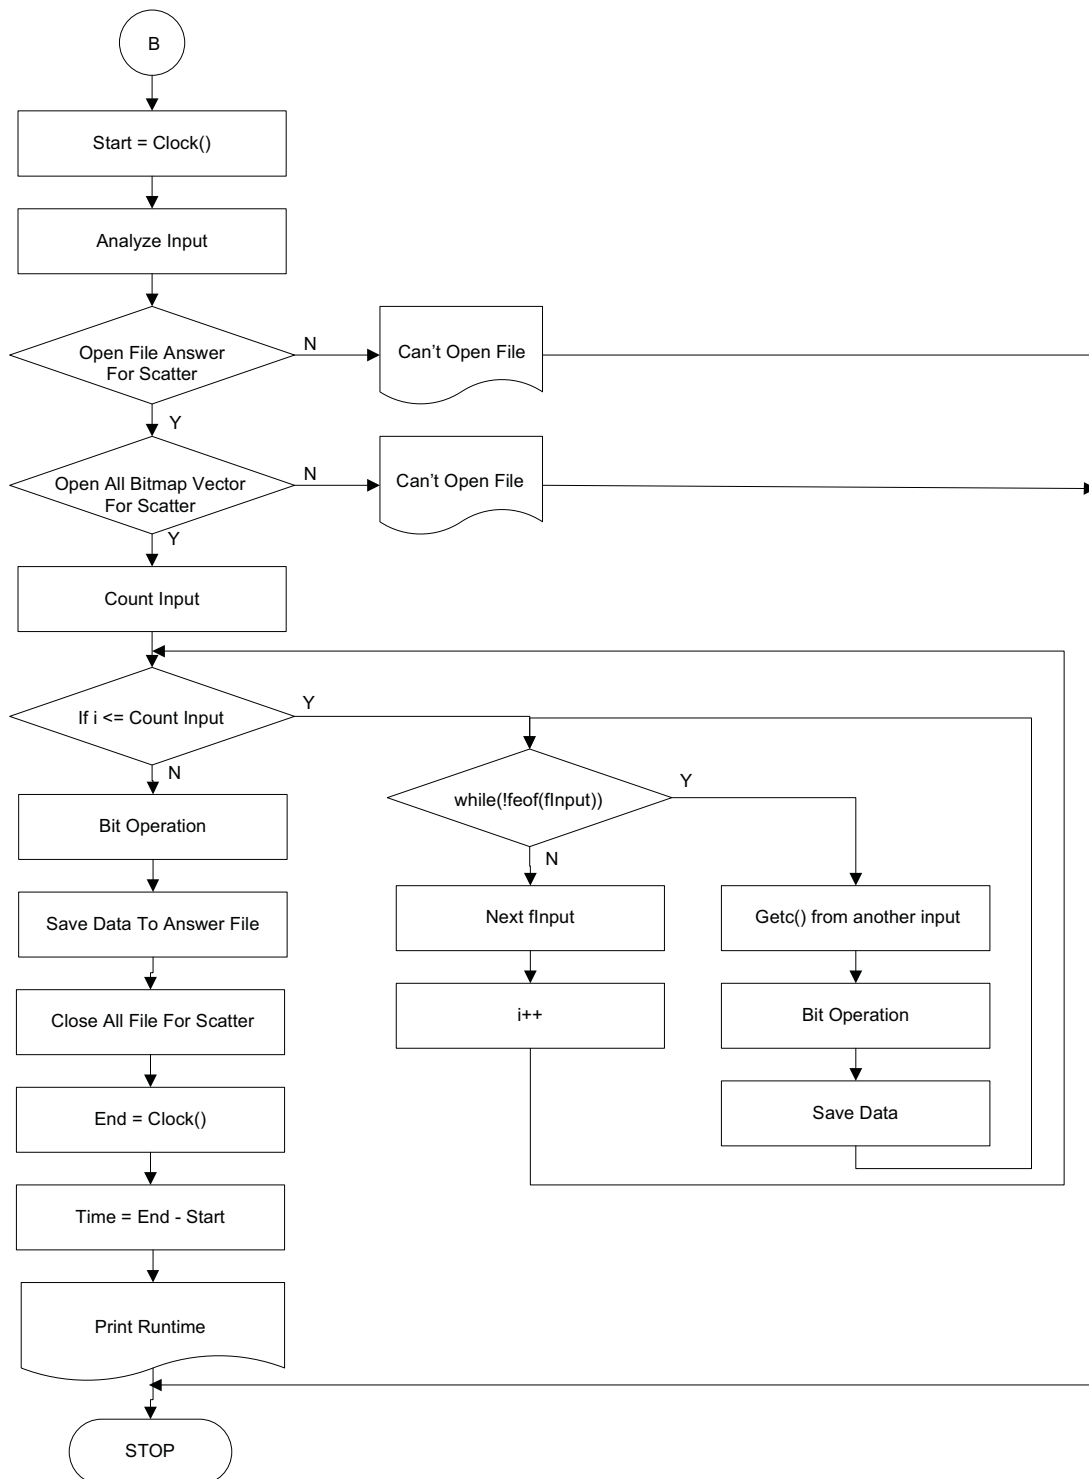 B
Start = Clock()
Analyze Input
Open File Answer
For Scatter
N
Can't Open File
Y
Open All Bitmap Vector
For Scatter
N
Can't Open File
Y
Count Input
If i <= Count Input
Y
N
while(!feof(fInput))
Y
N
Bit Operation
Next fInput
Getc() from another input
Save Data To Answer File
i++
Bit Operation
Close All File For Scatter
Save Data
End = Clock()
Time = End - Start
Print Runtime
STOP